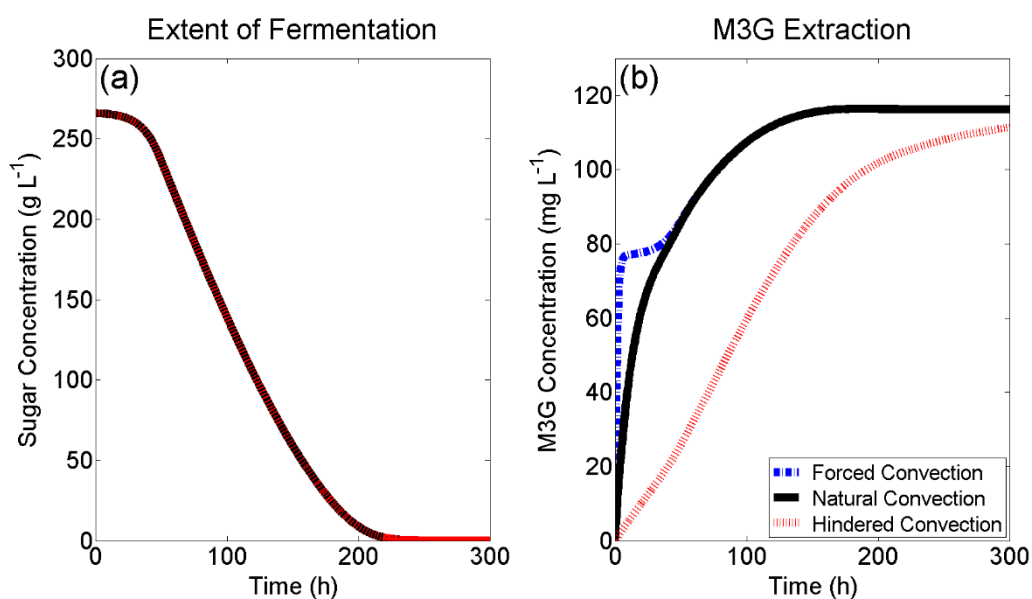 Extent of Fermentation
(a)
300
250
200
150
100
50
0
Sugar Concentration (g L⁻¹)
0 100 200 300
Time (h)
M3G Extraction
(b)
120
100
80
60
40
20
0
M3G Concentration (mg L⁻¹)
Forced Convection
Natural Convection
Hindered Convection
0 100 200 300
Time (h)